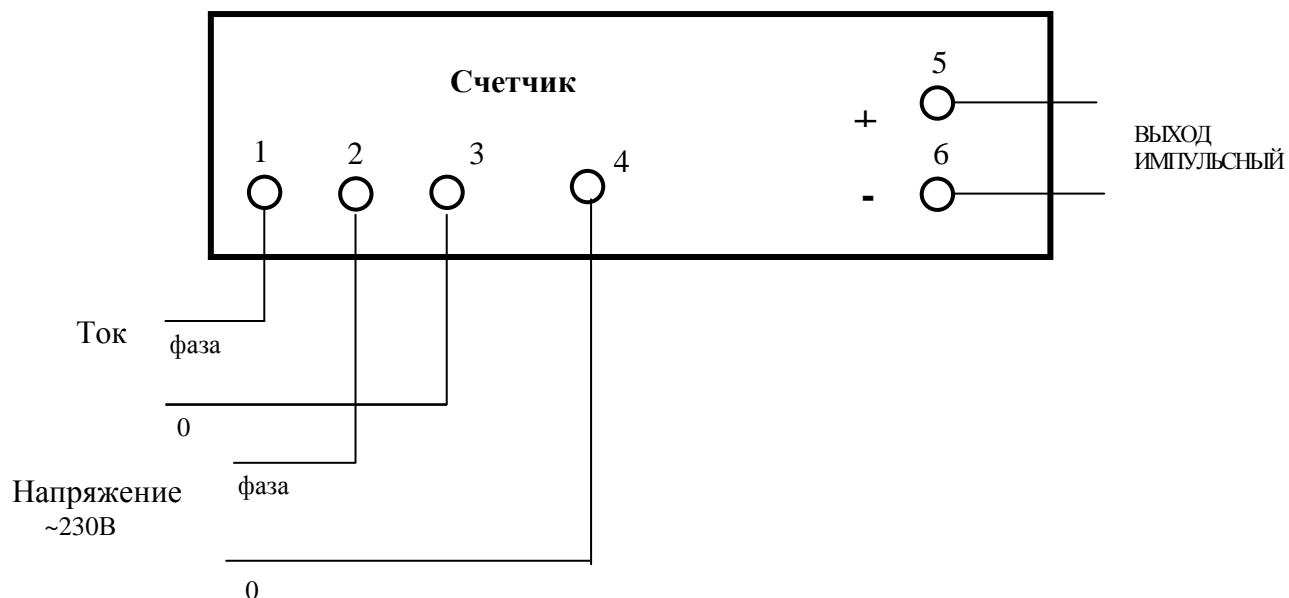 Счетчик
5
+
6
-
ВЫХОД
ИМПУЛЬСНЫЙ
1
2
3
4
Ток
фаза
0
Напряжение
~230В
фаза
0